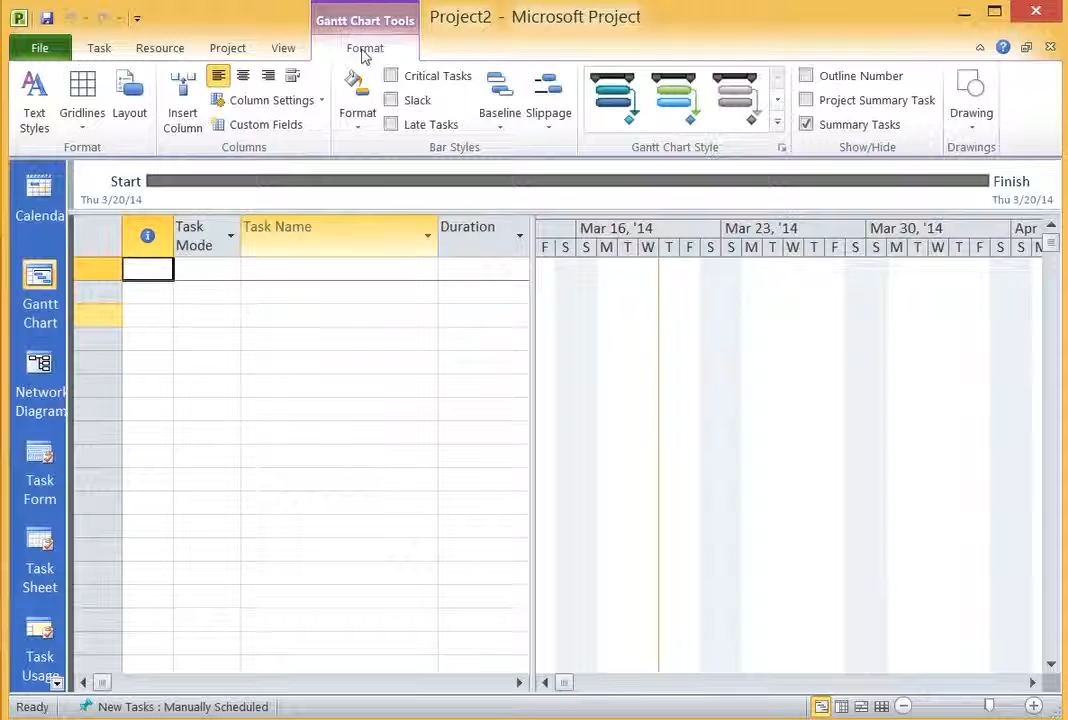 Gantt Chart Tools
Project2 - Microsoft Project
File Task Resource Project View Format
Text Styles
Gridlines
Layout
Format
Insert Column
Column Settings
Custom Fields
Columns
Format
Critical Tasks
Slack
Late Tasks
Baseline
Slippage
Bar Styles
Gantt Chart Style
Outline Number
Project Summary Task
Summary Tasks
Show/Hide
Drawing
Drawings
Start
Thu 3/20/14
Finish
Thu 3/20/14
Calenda
Gantt
Chart
Network
Diagram
Task
Form
Task
Sheet
Task
Usage
Task Mode
Task Name
Duration
Mar 16, '14 Mar 23, '14 Mar 30, '14 Apr
F S S M T W T F S S M T W T F S S M T W T F S S M
Ready
New Tasks : Manually Scheduled